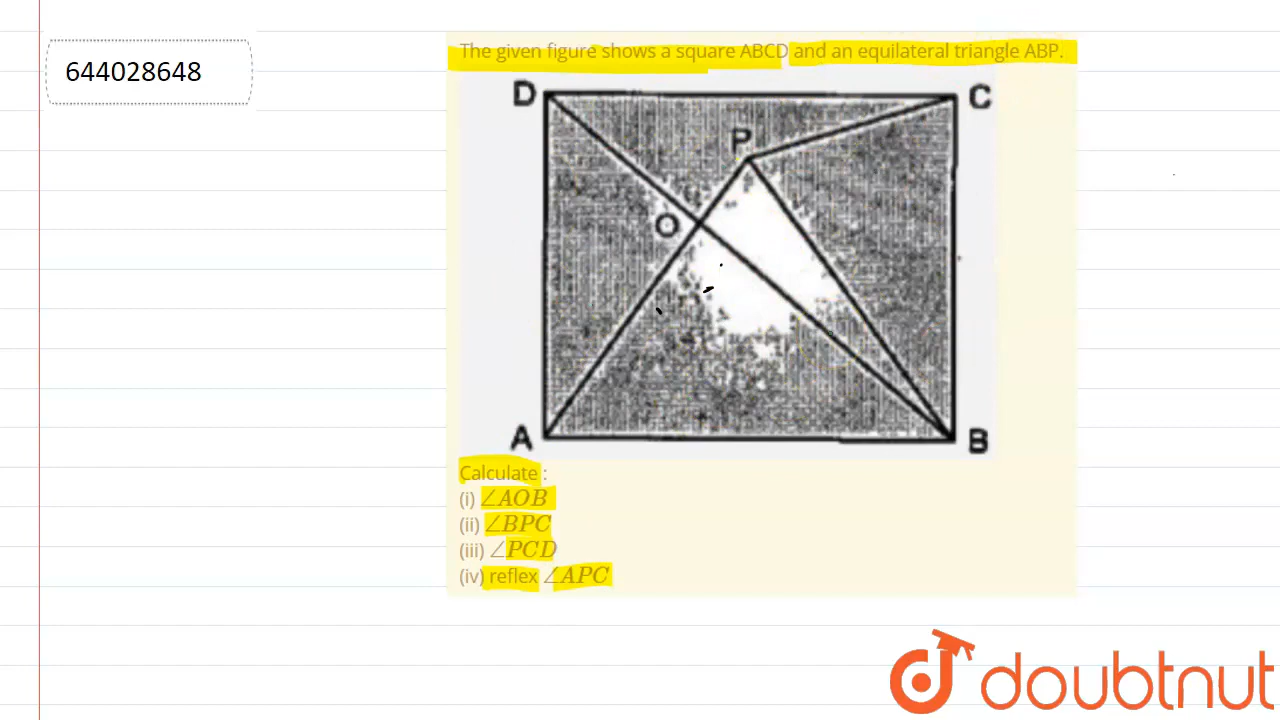 644028648
The given figure shows a square ABCD and an equilateral triangle ABP.
D
C
P
O
A
B
Calculate :
(i) ∠AOB
(ii) ∠BPC
(iii) ∠PCD
(iv) reflex ∠APC
doubtnut